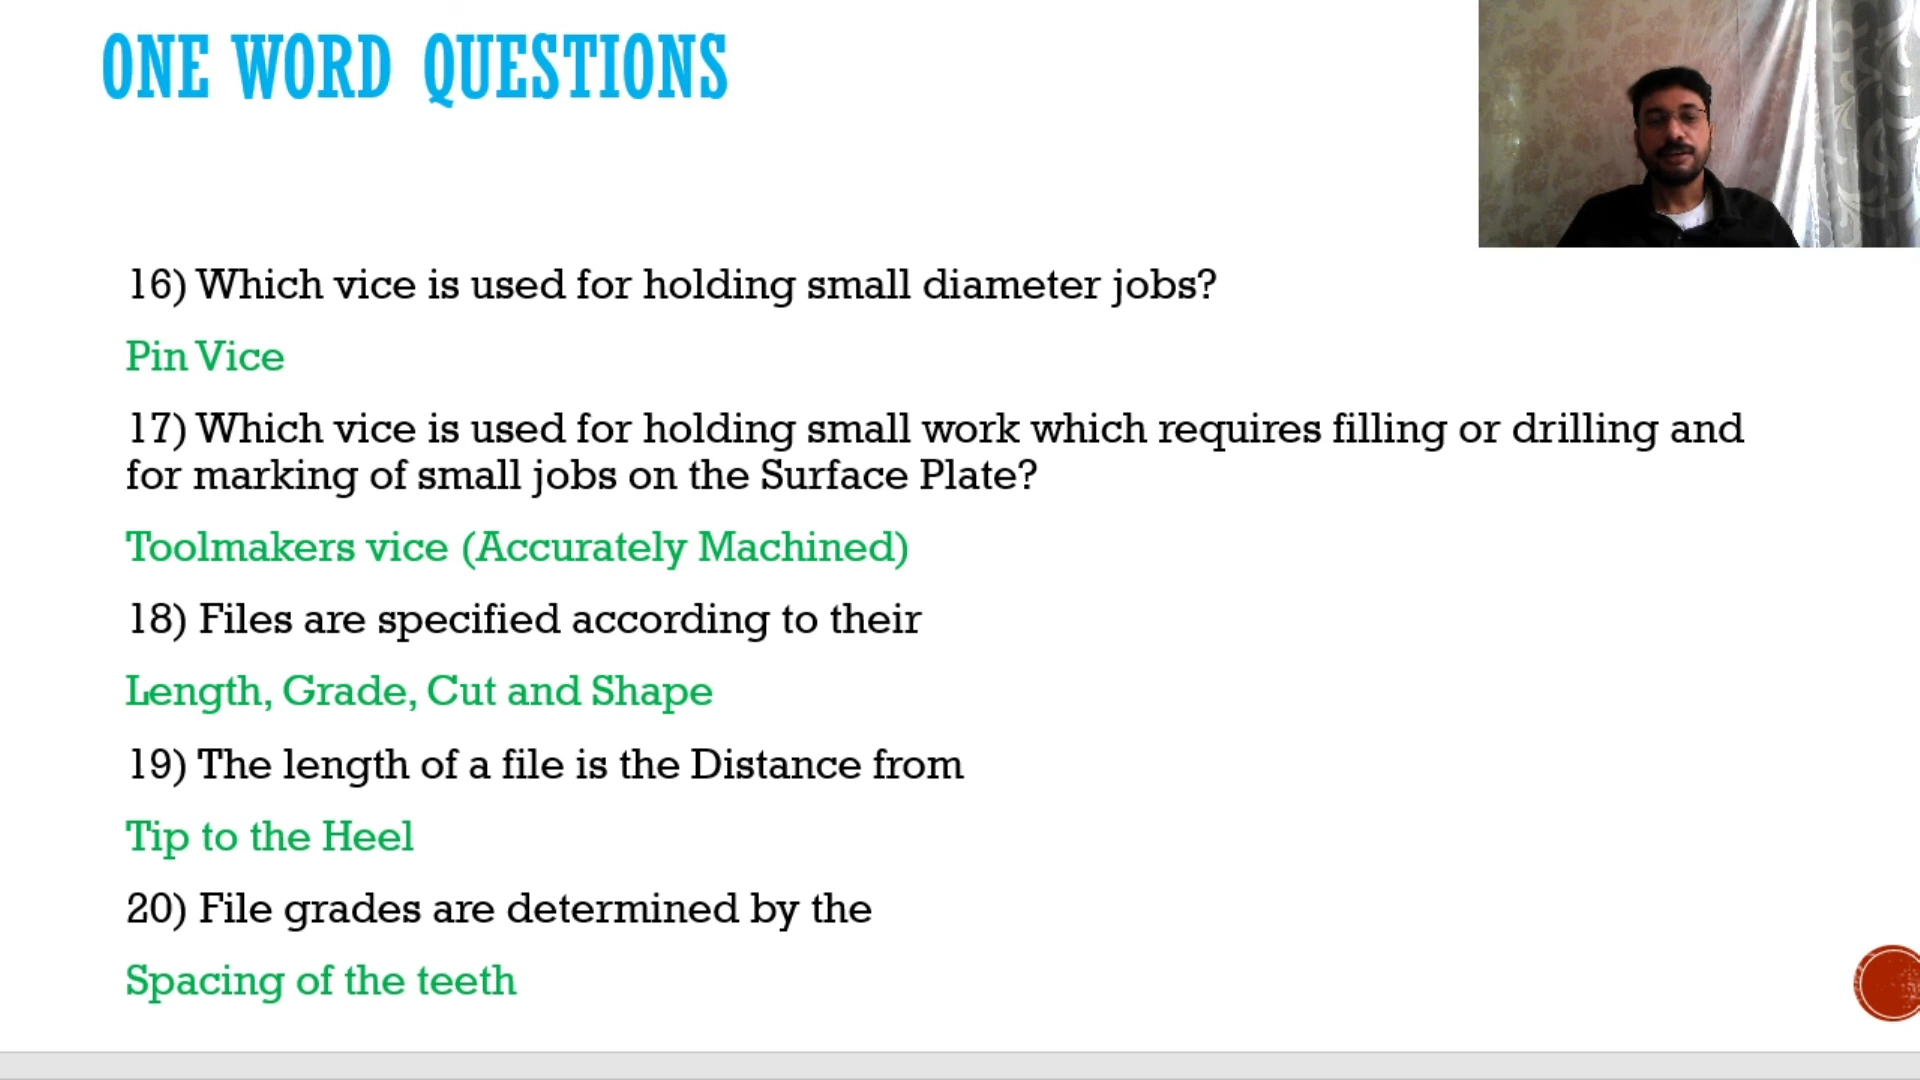 ONE WORD QUESTIONS
16) Which vice is used for holding small diameter jobs?
Pin Vice
17) Which vice is used for holding small work which requires filling or drilling and
for marking of small jobs on the Surface Plate?
Toolmakers vice (Accurately Machined)
18) Files are specified according to their
Length, Grade, Cut and Shape
19) The length of a file is the Distance from
Tip to the Heel
20) File grades are determined by the
Spacing of the teeth